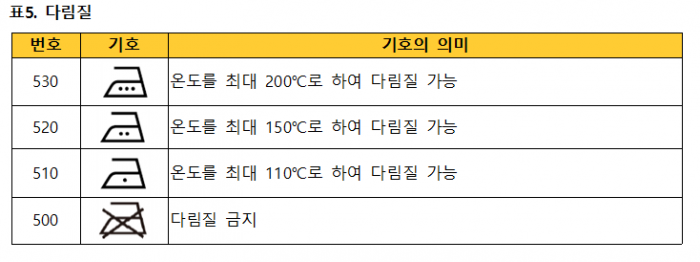 표5. 다림질
번호 기호 기호의 의미
530 온도를 최대 200℃로 하여 다림질 가능
520 온도를 최대 150℃로 하여 다림질 가능
510 온도를 최대 110℃로 하여 다림질 가능
500 다림질 금지